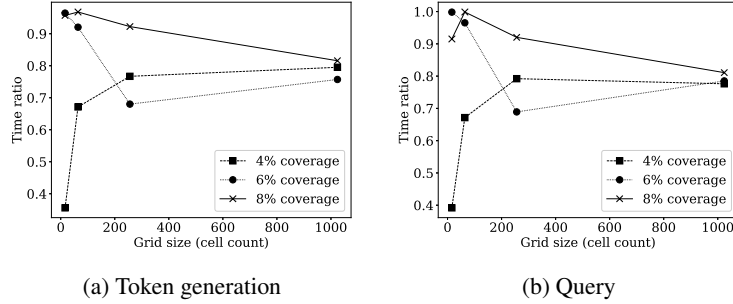 0.9
0.8
0.7
0.6
0.5
0.4
Time ratio
4% coverage
6% coverage
8% coverage
0 200 400 600 800 1000
Grid size (cell count)
(a) Token generation
1.0
0.9
0.8
0.7
0.6
0.5
0.4
Time ratio
4% coverage
6% coverage
8% coverage
0 200 400 600 800 1000
Grid size (cell count)
(b) Query